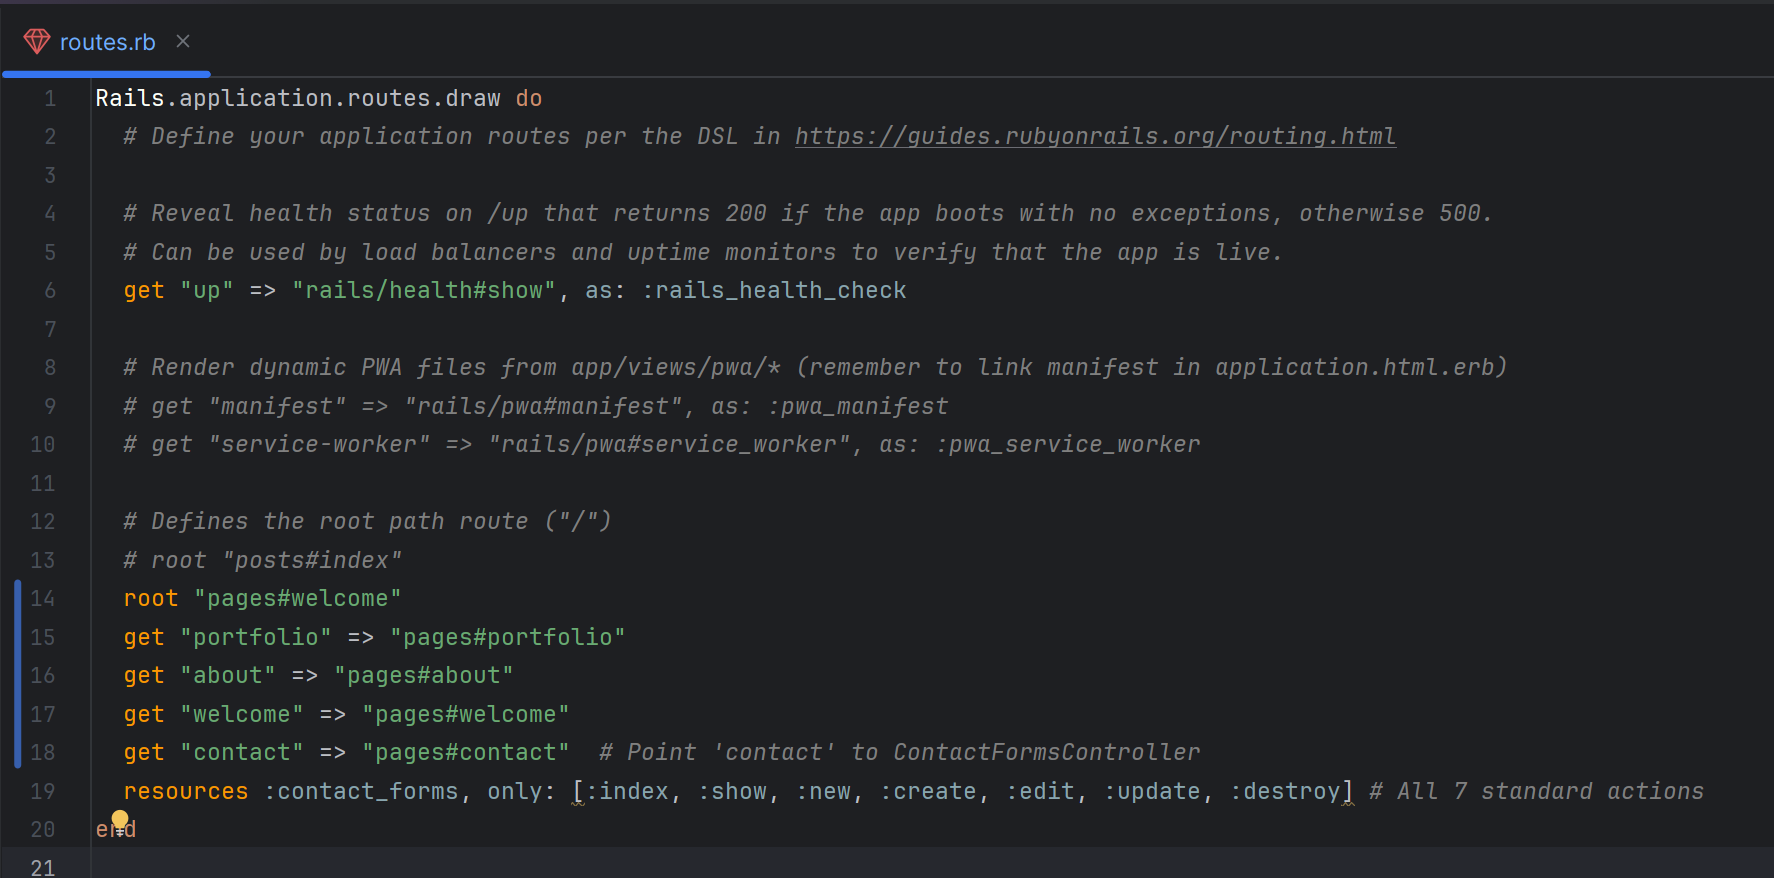 routes.rb
1 Rails.application.routes.draw do
2 # Define your application routes per the DSL in https://guides.rubyonrails.org/routing.html
3
4 # Reveal health status on /up that returns 200 if the app boots with no exceptions, otherwise 500.
5 # Can be used by load balancers and uptime monitors to verify that the app is live.
6 get "up" => "rails/health#show", as: :rails_health_check
7
8 # Render dynamic PWA files from app/views/pwa/* (remember to link manifest in application.html.erb)
9 # get "manifest" => "rails/pwa#manifest", as: :pwa_manifest
10 # get "service-worker" => "rails/pwa#service_worker", as: :pwa_service_worker
11
12 # Defines the root path route ("/")
13 # root "posts#index"
14 root "pages#welcome"
15 get "portfolio" => "pages#portfolio"
16 get "about" => "pages#about"
17 get "welcome" => "pages#welcome"
18 get "contact" => "pages#contact"  # Point 'contact' to ContactFormsController
19 resources :contact_forms, only: [:index, :show, :new, :create, :edit, :update, :destroy] # All 7 standard actions
20 end
21